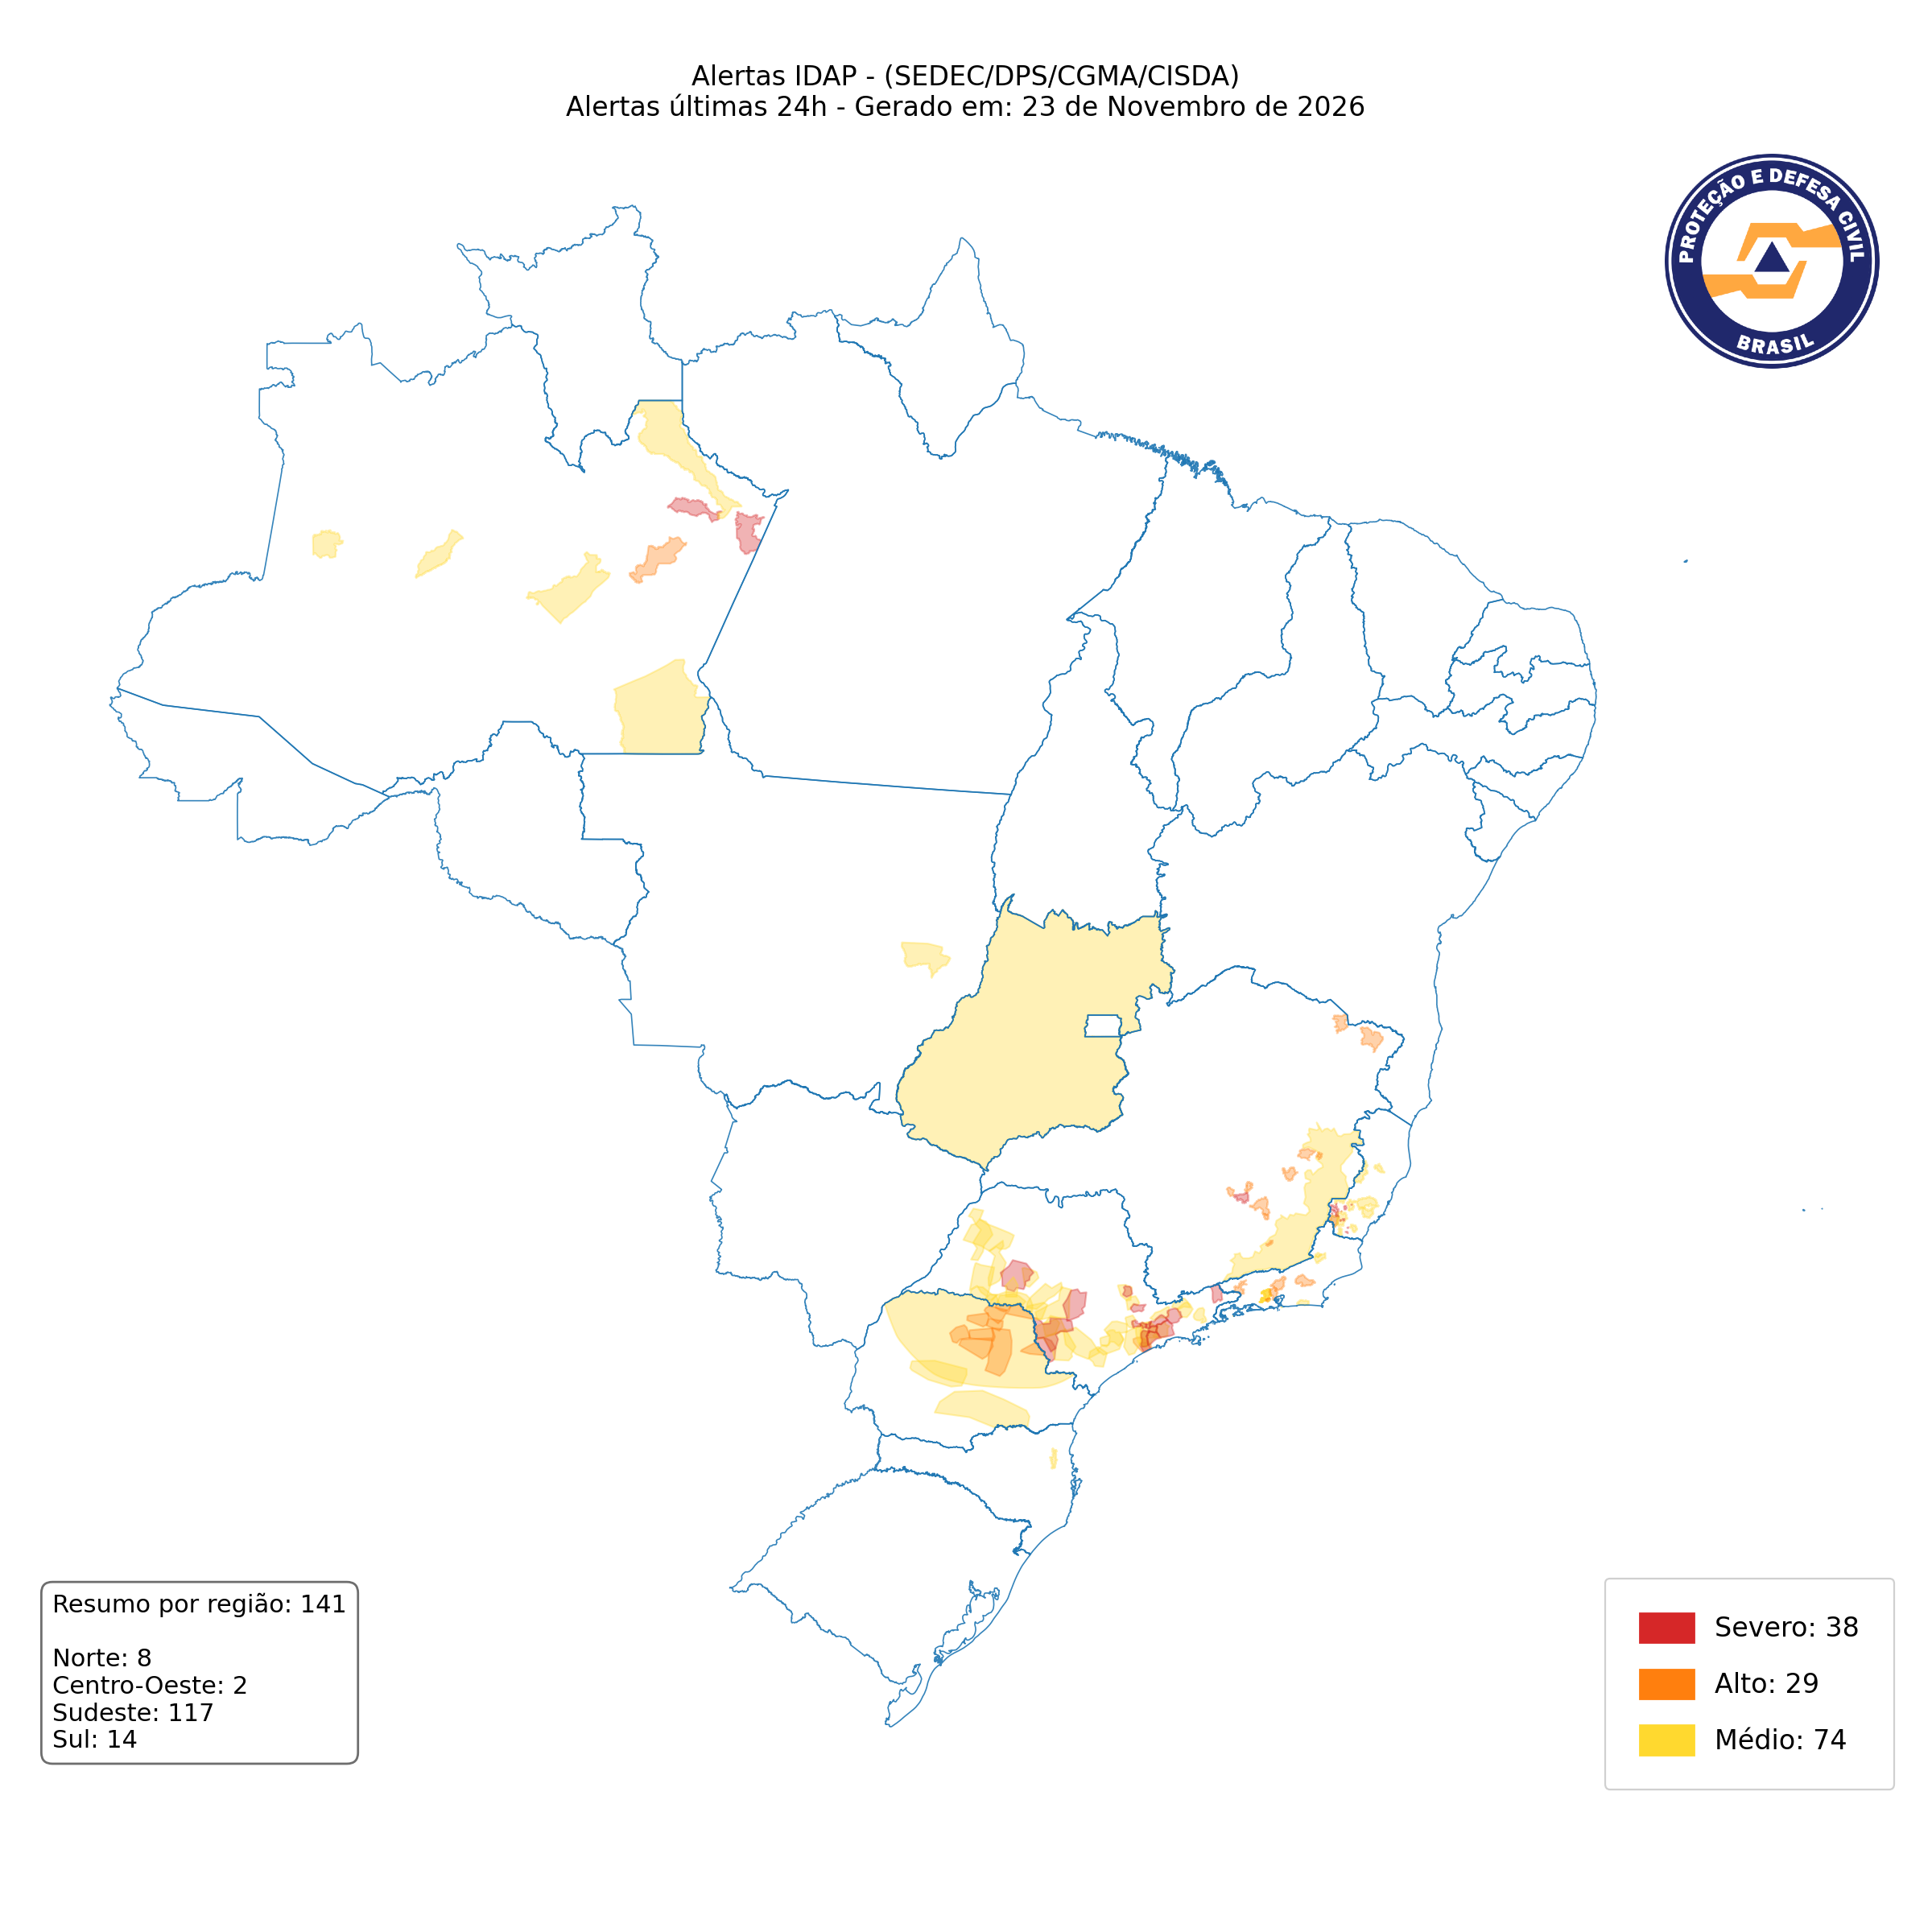 Alertas IDAP - (SEDEC/DPS/CGMA/CISDA)
Alertas últimas 24h - Gerado em: 23 de Novembro de 2026
PROTEÇÃO E DEFESA CIVIL
BRASIL
Resumo por região: 141
Norte: 8
Centro-Oeste: 2
Sudeste: 117
Sul: 14
Severo: 38
Alto: 29
Médio: 74